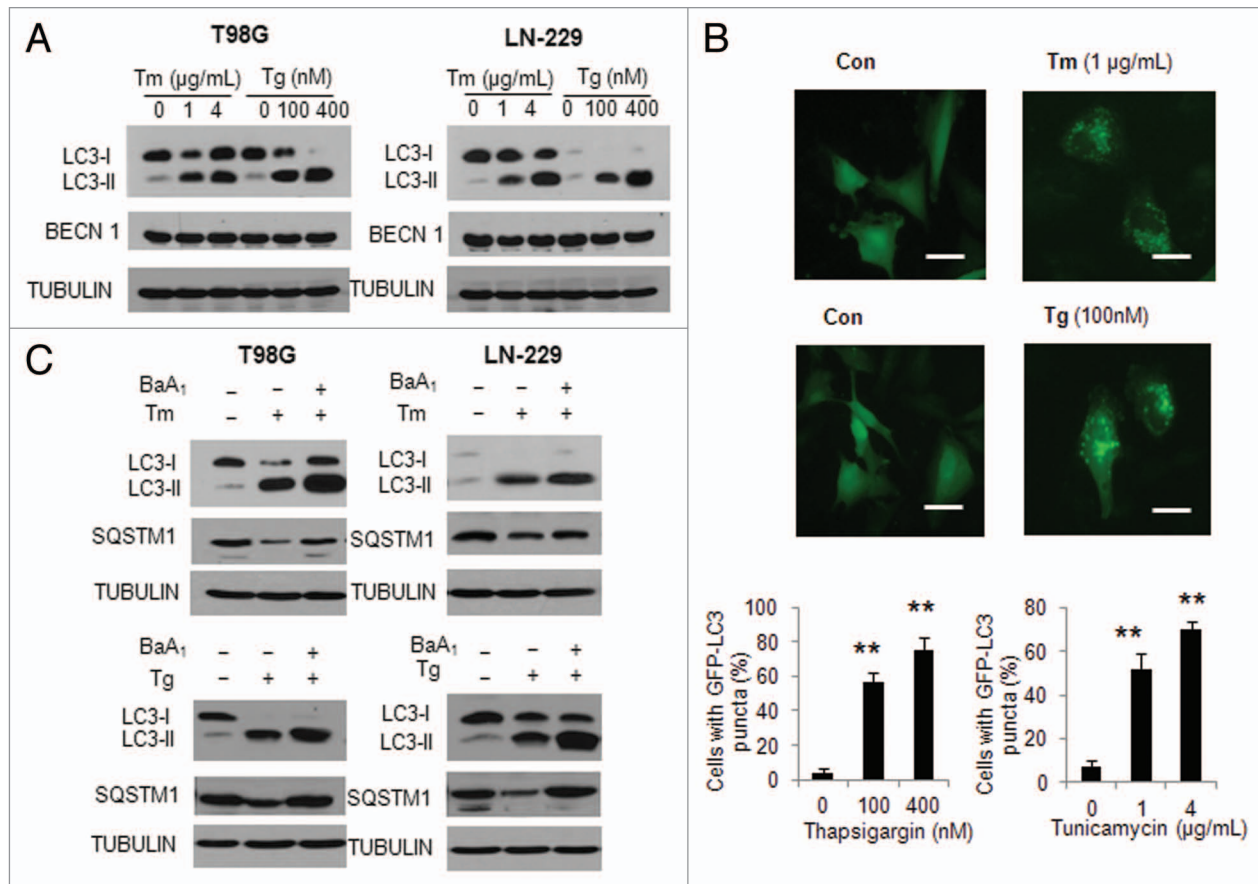 A
T98G
LN-229
Tm (µg/mL) Tg (nM)
Tm (µg/mL) Tg (nM)
0 1 4 0 100 400
0 1 4 0 100 400
LC3-I
LC3-II
BECN 1
TUBULIN
LC3-I
LC3-II
BECN 1
TUBULIN
B
Con
Tm (1 µg/mL)
Con
Tg (100nM)
Cells with GFP-LC3
puncta (%)
100
80
60
40
20
0
**
**
0 100 400
Thapsigargin (nM)
Cells with GFP-LC3
puncta (%)
80
60
40
20
0
**
**
0 1 4
Tunicamycin (µg/mL)
C
T98G
LN-229
BaA₁ – – +
Tm – + +
LC3-I
LC3-II
SQSTM1
TUBULIN
BaA₁ – – +
Tm – + +
LC3-I
LC3-II
SQSTM1
TUBULIN
BaA₁ – – +
Tg – + +
LC3-I
LC3-II
SQSTM1
TUBULIN
BaA₁ – – +
Tg – + +
LC3-I
LC3-II
SQSTM1
TUBULIN